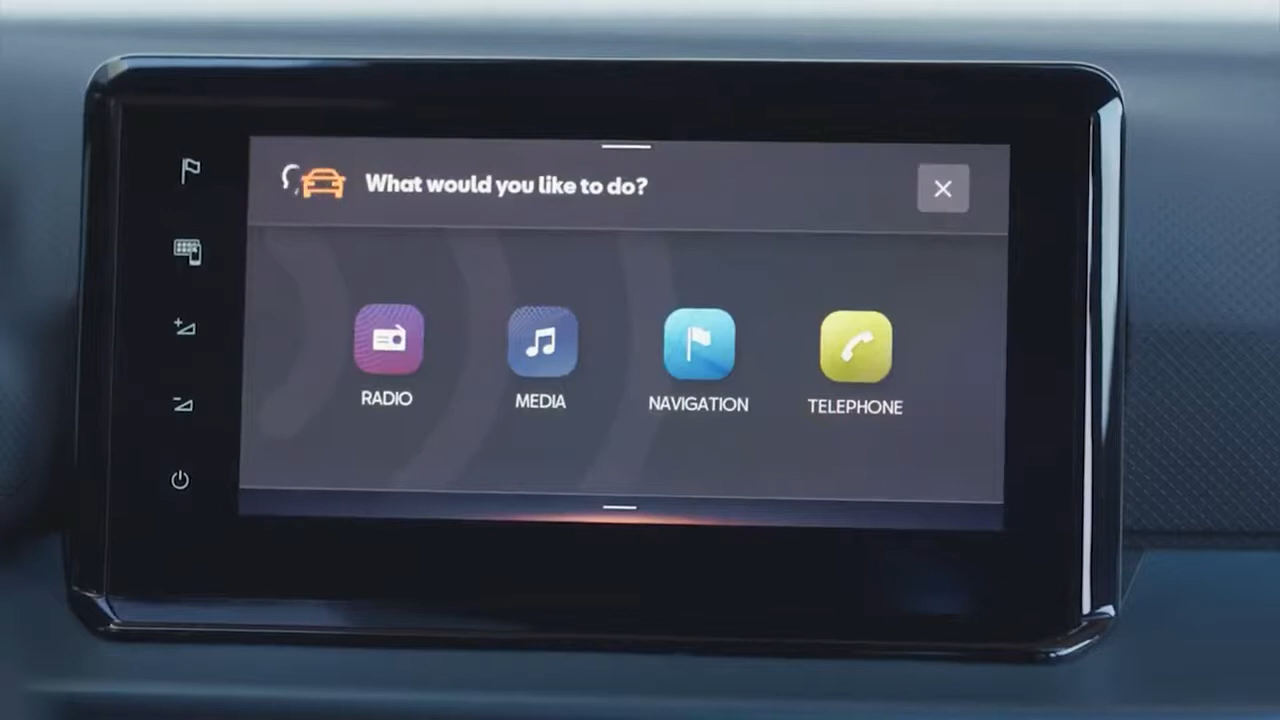 What would you like to do?
RADIO
MEDIA
NAVIGATION
TELEPHONE